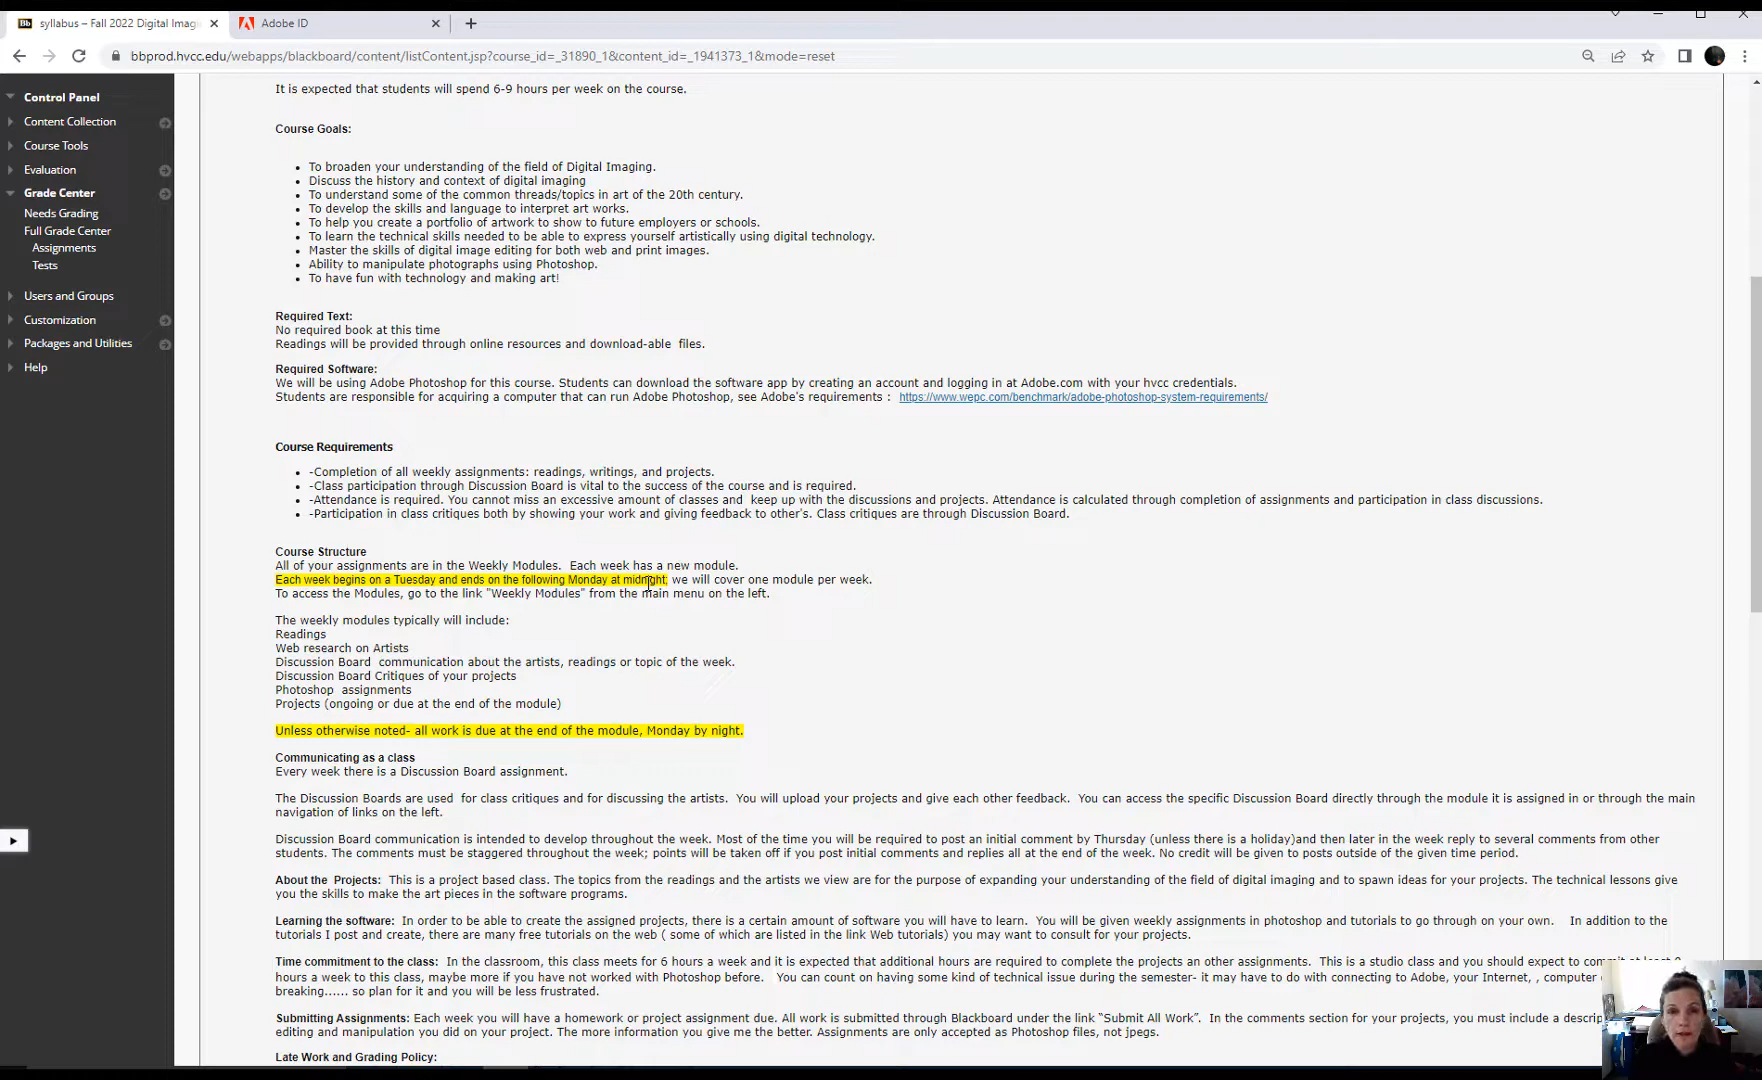 syllabus – Fall 2022 Digital Imag
Adobe ID
bbprod.hvcc.edu/webapps/blackboard/content/listContent.jsp?course_id=_31890_1&content_id=_1941373_1&mode=reset
Control Panel
Content Collection
Course Tools
Evaluation
Grade Center
Needs Grading
Full Grade Center
Assignments
Tests
Users and Groups
Customization
Packages and Utilities
Help
It is expected that students will spend 6-9 hours per week on the course.
Course Goals:
To broaden your understanding of the field of Digital Imaging.
Discuss the history and context of digital imaging
To understand some of the common threads/topics in art of the 20th century.
To develop the skills and language to interpret art works.
To help you create a portfolio of artwork to show to future employers or schools.
To learn the technical skills needed to be able to express yourself artistically using digital technology.
Master the skills of digital image editing for both web and print images.
Ability to manipulate photographs using Photoshop.
To have fun with technology and making art!
Required Text:
No required book at this time
Readings will be provided through online resources and download-able files.
Required Software:
We will be using Adobe Photoshop for this course. Students can download the software app by creating an account and logging in at Adobe.com with your hvcc credentials.
Students are responsible for acquiring a computer that can run Adobe Photoshop, see Adobe's requirements : https://www.wepc.com/benchmark/adobe-photoshop-system-requirements/
Course Requirements
-Completion of all weekly assignments: readings, writings, and projects.
-Class participation through Discussion Board is vital to the success of the course and is required.
-Attendance is required. You cannot miss an excessive amount of classes and keep up with the discussions and projects. Attendance is calculated through completion of assignments and participation in class discussions.
-Participation in class critiques both by showing your work and giving feedback to other's. Class critiques are through Discussion Board.
Course Structure
All of your assignments are in the Weekly Modules. Each week has a new module.
Each week begins on a Tuesday and ends on the following Monday at midnight; we will cover one module per week.
To access the Modules, go to the link "Weekly Modules" from the main menu on the left.
The weekly modules typically will include:
Readings
Web research on Artists
Discussion Board communication about the artists, readings or topic of the week.
Discussion Board Critiques of your projects
Photoshop assignments
Projects (ongoing or due at the end of the module)
Unless otherwise noted- all work is due at the end of the module, Monday by night.
Communicating as a class
Every week there is a Discussion Board assignment.
The Discussion Boards are used for class critiques and for discussing the artists. You will upload your projects and give each other feedback. You can access the specific Discussion Board directly through the module it is assigned in or through the main
navigation of links on the left.
Discussion Board communication is intended to develop throughout the week. Most of the time you will be required to post an initial comment by Thursday (unless there is a holiday)and then later in the week reply to several comments from other
students. The comments must be staggered throughout the week; points will be taken off if you post initial comments and replies all at the end of the week. No credit will be given to posts outside of the given time period.
About the Projects: This is a project based class. The topics from the readings and the artists we view are for the purpose of expanding your understanding of the field of digital imaging and to spawn ideas for your projects. The technical lessons give
you the skills to make the art pieces in the software programs.
Learning the software: In order to be able to create the assigned projects, there is a certain amount of software you will have to learn. You will be given weekly assignments in photoshop and tutorials to go through on your own. In addition to the
tutorials I post and create, there are many free tutorials on the web ( some of which are listed in the link Web tutorials) you may want to consult for your projects.
Time commitment to the class: In the classroom, this class meets for 6 hours a week and it is expected that additional hours are required to complete the projects an other assignments. This is a studio class and you should expect to
hours a week to this class, maybe more if you have not worked with Photoshop before. You can count on having some kind of technical issue during the semester- it may have to do with connecting to Adobe, your Internet, , computer
breaking...... so plan for it and you will be less frustrated.
Submitting Assignments: Each week you will have a homework or project assignment due. All work is submitted through Blackboard under the link "Submit All Work". In the comments section for your projects, you must include a descrip
editing and manipulation you did on your project. The more information you give me the better. Assignments are only accepted as Photoshop files, not jpegs.
Late Work and Grading Policy: